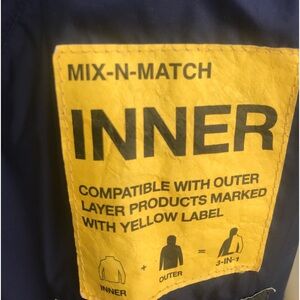 MIX-N-MATCH
INNER
COMPATIBLE WITH OUTER
LAYER PRODUCTS MARKED
WITH YELLOW LABEL
+ =
INNER OUTER 3-IN-1